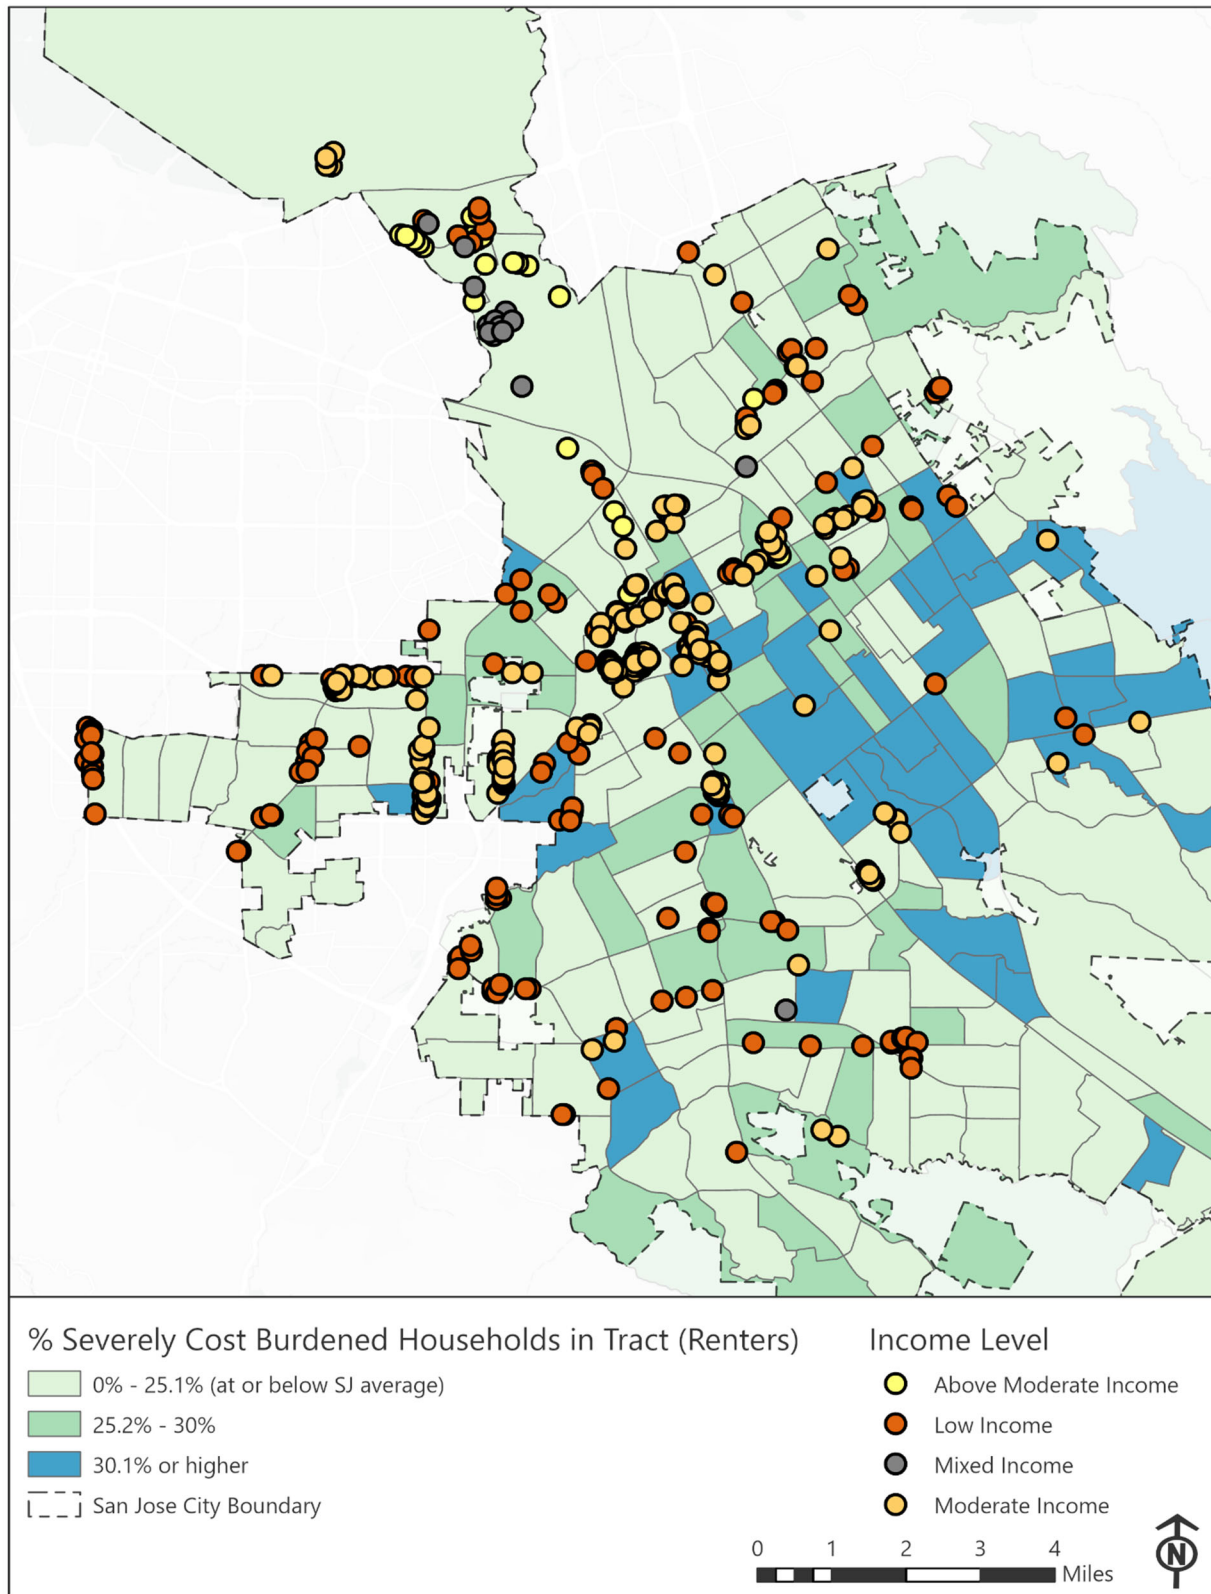 % Severely Cost Burdened Households in Tract (Renters)
0% - 25.1% (at or below SJ average)
25.2% - 30%
30.1% or higher
San Jose City Boundary
Income Level
Above Moderate Income
Low Income
Mixed Income
Moderate Income
0 1 2 3 4
Miles
N